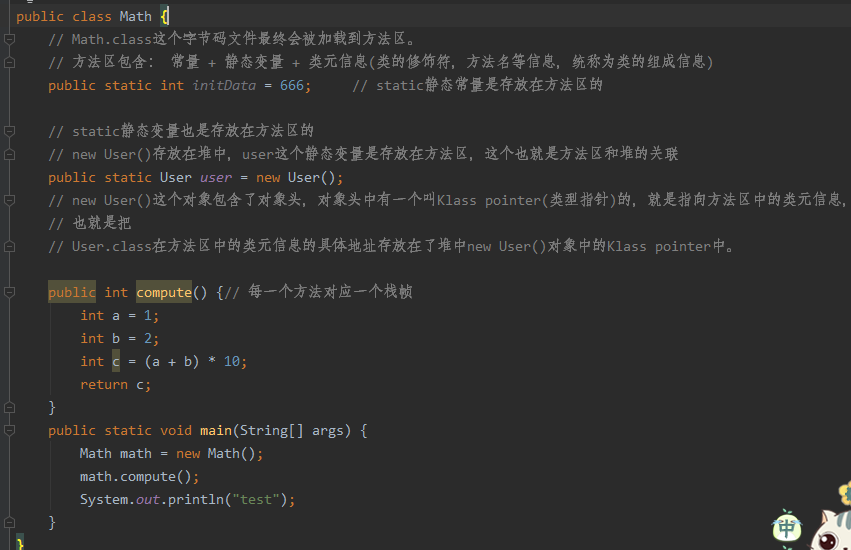 public class Math {
// Math.class这个字节码文件最终会被加载到方法区。
// 方法区包含: 常量 + 静态变量 + 类元信息(类的修饰符, 方法名等信息, 统称为类的组成信息)
public static int initData = 666; // static静态常量是存放在方法区的
// static静态变量也是存放在方法区的
// new User()存放在堆中, user这个静态变量是存放在方法区, 这个也就是方法区和堆的关联
public static User user = new User();
// new User()这个对象包含了对象头, 对象头中有一个叫Klass pointer(类型指针)的, 就是指向方法区中的类元信息,
// 也就是把
// User.class在方法区中的类元信息的具体地址存放在了堆中new User()对象中的Klass pointer中。
public int compute() {// 每一个方法对应一个栈帧
int a = 1;
int b = 2;
int c = (a + b) * 10;
return c;
}
public static void main(String[] args) {
Math math = new Math();
math.compute();
System.out.println("test");
}
}
中